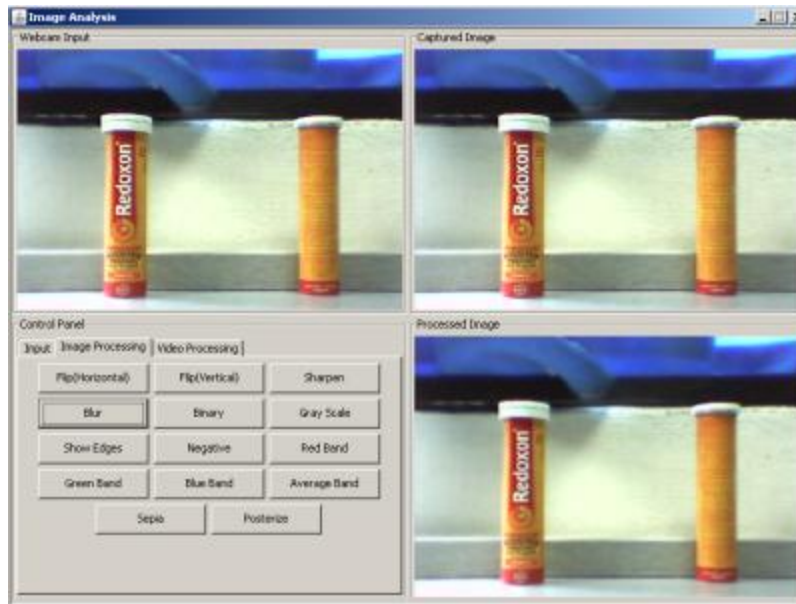 Image Analysis
Webcam Input
Captured Image
Redoxon
Redoxon
Control Panel
Processed Image
Input Image Processing Video Processing
Flip(Horizontal) Flip(Vertical) Sharpen
Blur Binary Gray Scale
Show Edges Negative Red Band
Green Band Blue Band Average Band
Sepia Posterize
Redoxon